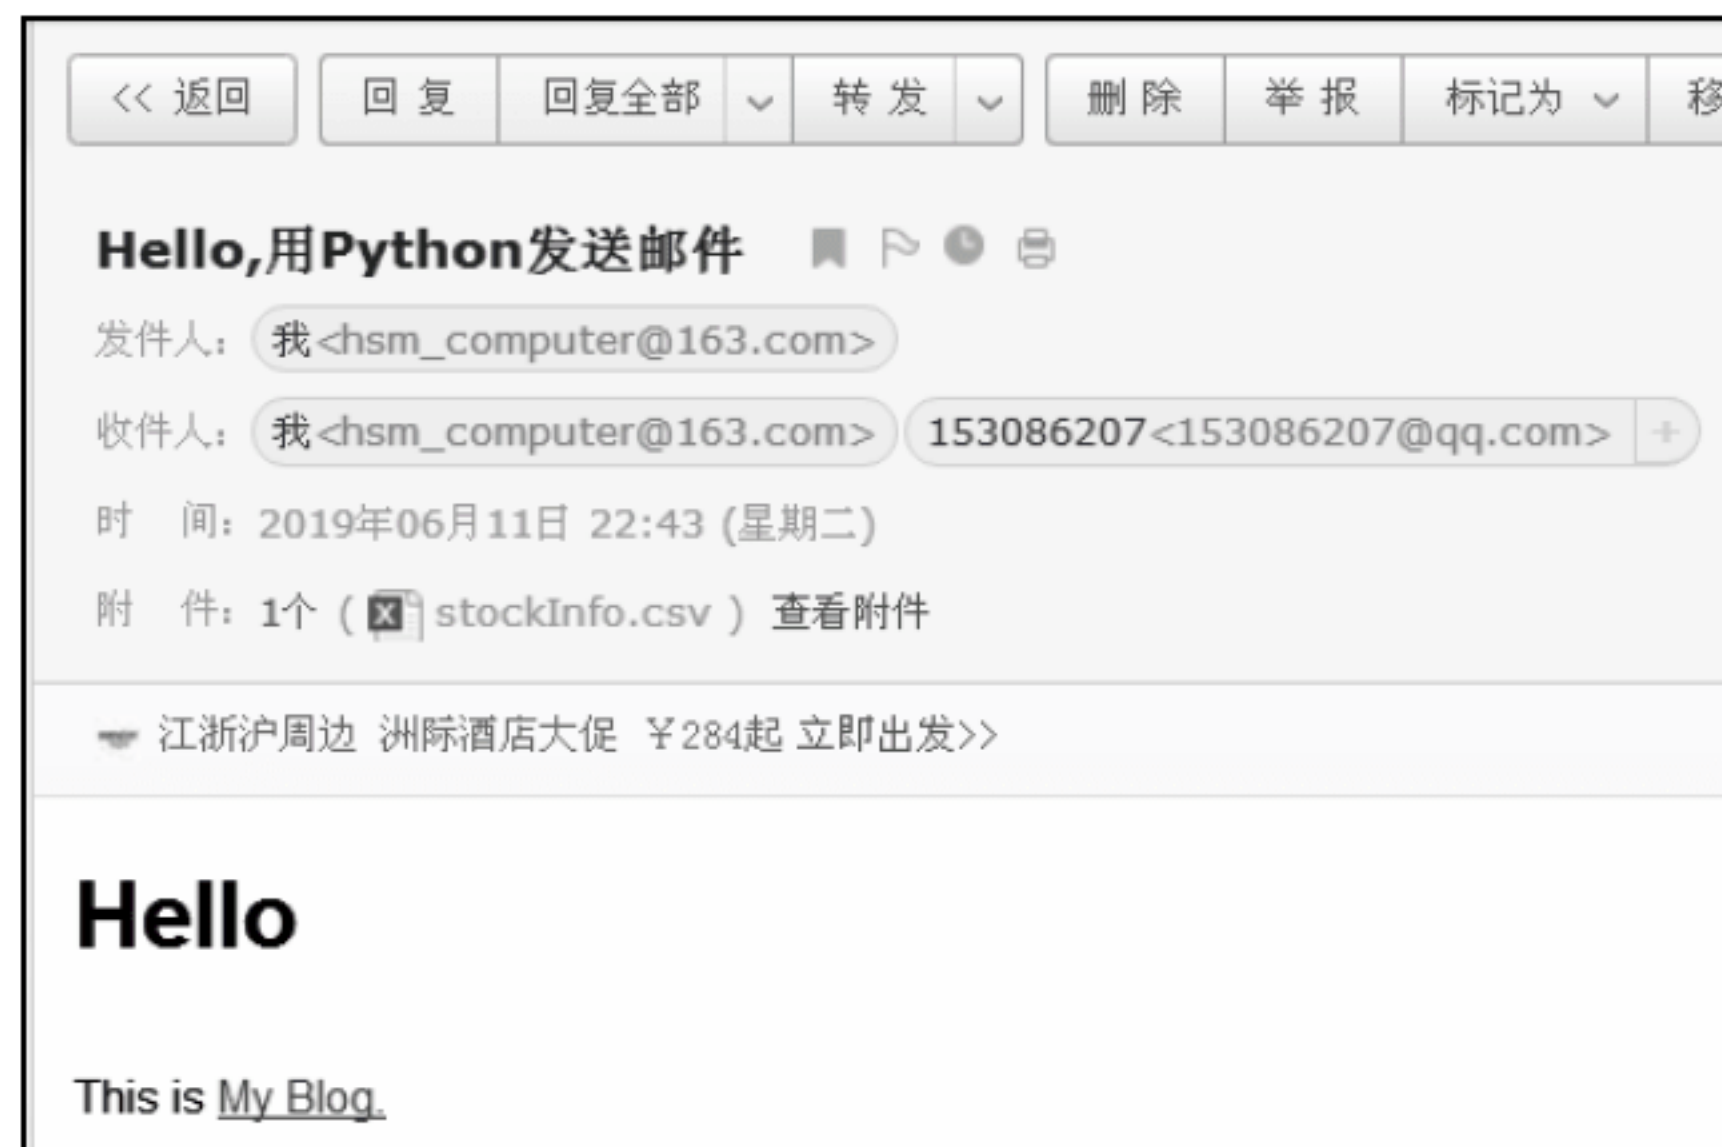 << 返回 回 复 回复全部 转 发 删 除 举 报 标记为 移
Hello,用Python发送邮件
发件人: 我<hsm_computer@163.com>
收件人: 我<hsm_computer@163.com> 153086207<153086207@qq.com> +
时 间: 2019年06月11日 22:43 (星期二)
附 件: 1个 ( stockInfo.csv ) 查看附件
江浙沪周边 洲际酒店大促 ￥284起 立即出发>>
Hello
This is My Blog.